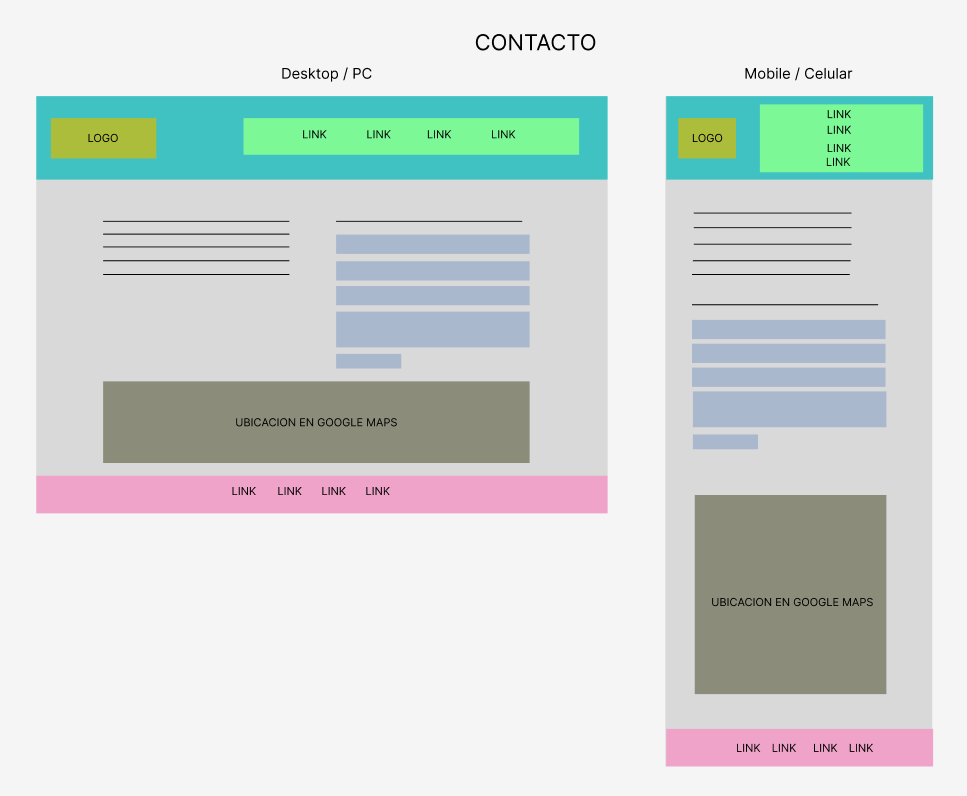 CONTACTO
Desktop / PC
LOGO
LINK LINK LINK LINK
UBICACION EN GOOGLE MAPS
LINK LINK LINK LINK
Mobile / Celular
LOGO
LINK
LINK
LINK
LINK
UBICACION EN GOOGLE MAPS
LINK LINK LINK LINK